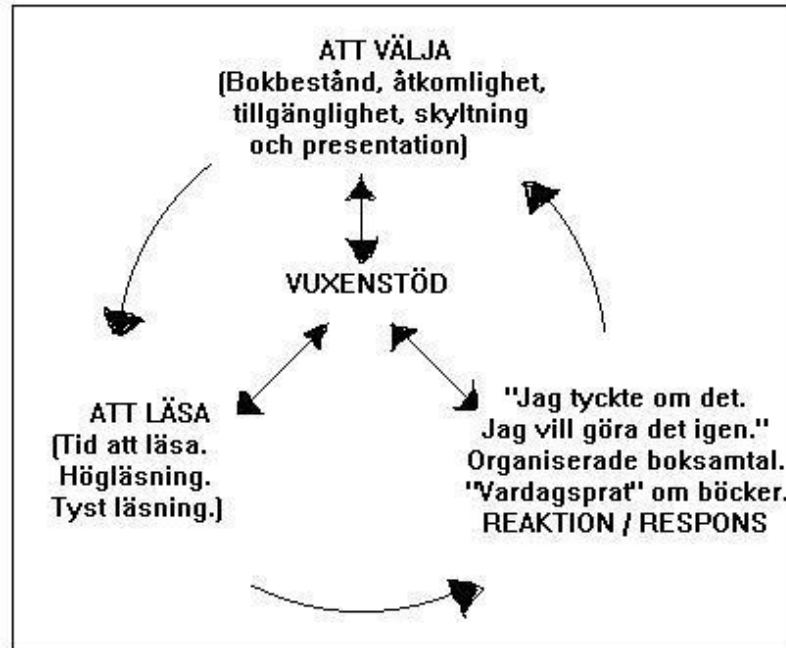 ATT VÄLJA
(Bokbestånd, åtkomlighet,
tillgänglighet, skyltning
och presentation)
VUXENSTÖD
ATT LÄSA
(Tid att läsa.
Högläsning.
Tyst läsning.)
"Jag tyckte om det.
Jag vill göra det igen."
Organiserade boksamtal.
"Vardagsprat" om böcker.
REAKTION / RESPONS